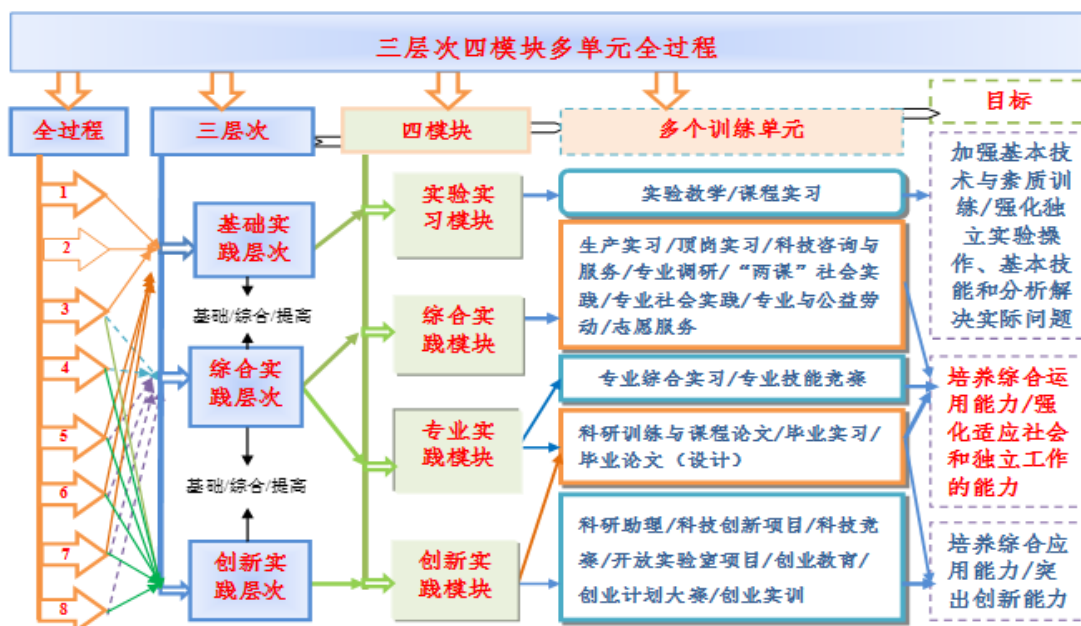 三层次四模块多单元全过程
全过程
三层次
四模块
多个训练单元
目标
1
2
3
4
5
6
7
8
基础实
践层次
基础/综合/提高
综合实
践层次
基础/综合/提高
创新实
践层次
实验实
习模块
综合实
践模块
专业实
践模块
创新实
践模块
实验教学/课程实习
生产实习/顶岗实习/科技咨询与
服务/专业调研/“两课”社会实
践/专业社会实践/专业与公益劳
动/志愿服务
专业综合实习/专业技能竞赛
科研训练与课程论文/毕业实习/
毕业论文（设计）
科研助理/科技创新项目/科技竞
赛/开放实验室项目/创业教育/
创业计划大赛/创业实训
加强基本技
术与素质训
练/强化独
立实验操
作、基本技
能和分析解
决实际问题
培养综合运
用能力/强
化适应社会
和独立工作
的能力
培养综合应
用能力/突
出创新能力